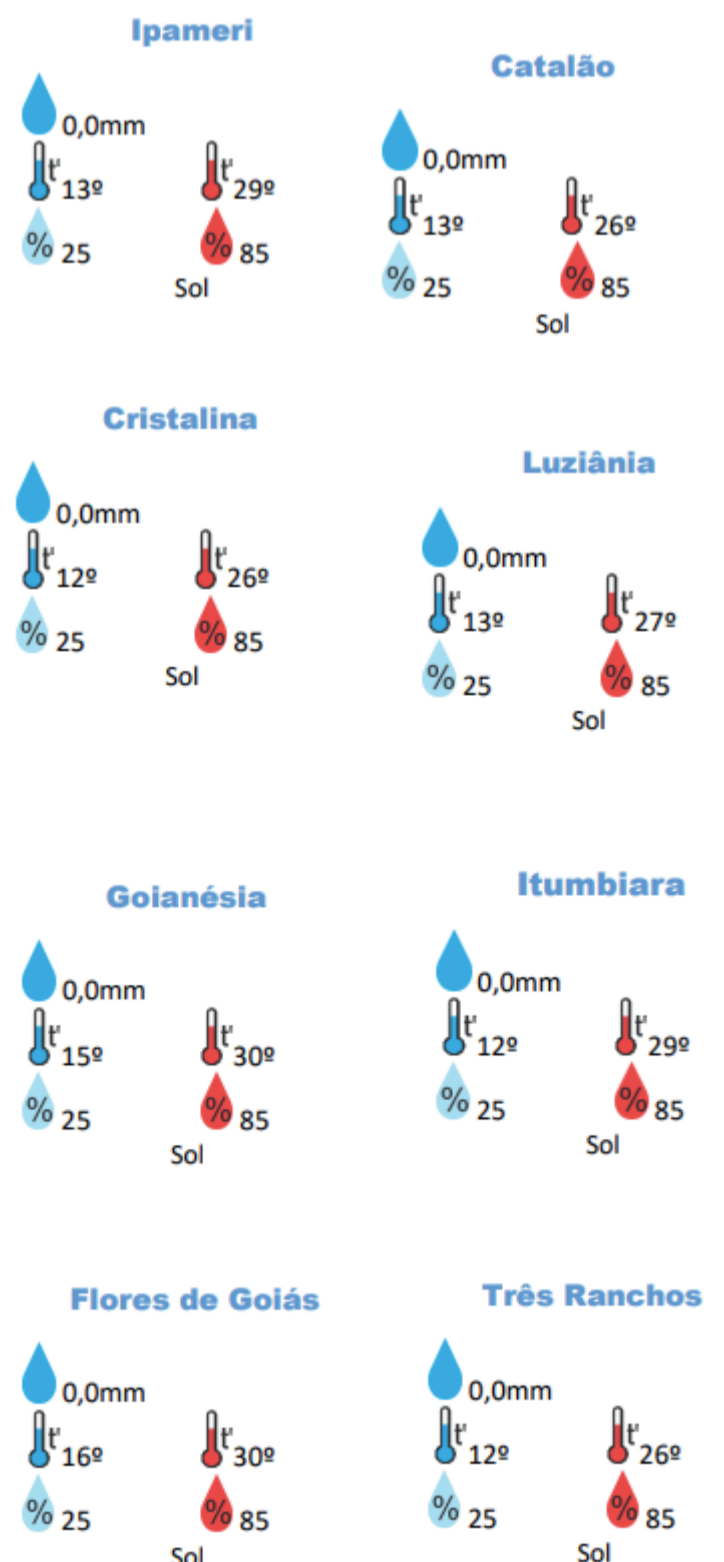 Ipameri
0,0mm
t' 13º t' 29º
% 25 % 85
Sol
Catalão
0,0mm
t' 13º t' 26º
% 25 % 85
Sol
Cristalina
0,0mm
t' 12º t' 26º
% 25 % 85
Sol
Luziânia
0,0mm
t' 13º t' 27º
% 25 % 85
Sol
Goianésia
0,0mm
t' 15º t' 30º
% 25 % 85
Sol
Itumbiara
0,0mm
t' 12º t' 29º
% 25 % 85
Sol
Flores de Goiás
0,0mm
t' 16º t' 30º
% 25 % 85
Sol
Três Ranchos
0,0mm
t' 12º t' 26º
% 25 % 85
Sol